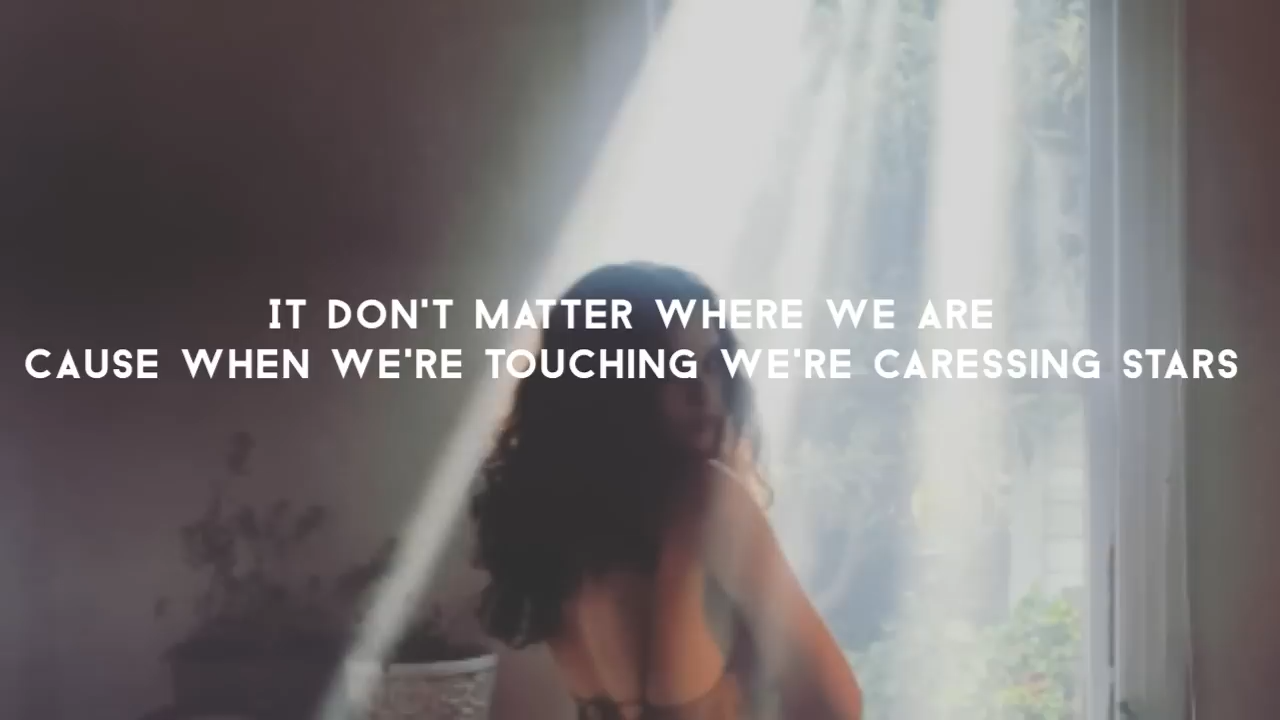 IT DON'T MATTER WHERE WE ARE
CAUSE WHEN WE'RE TOUCHING WE'RE CARESSING STARS